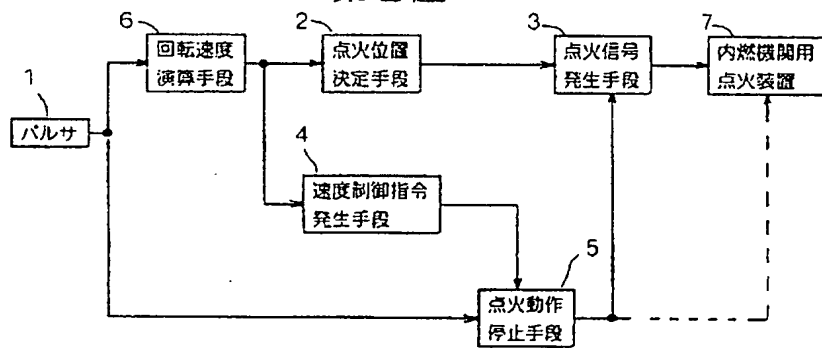 6
回転速度
演算手段
2
点火位置
決定手段
3
点火信号
発生手段
7
内燃機関用
点火装置
1
パルサ
4
速度制御指令
発生手段
5
点火動作
停止手段